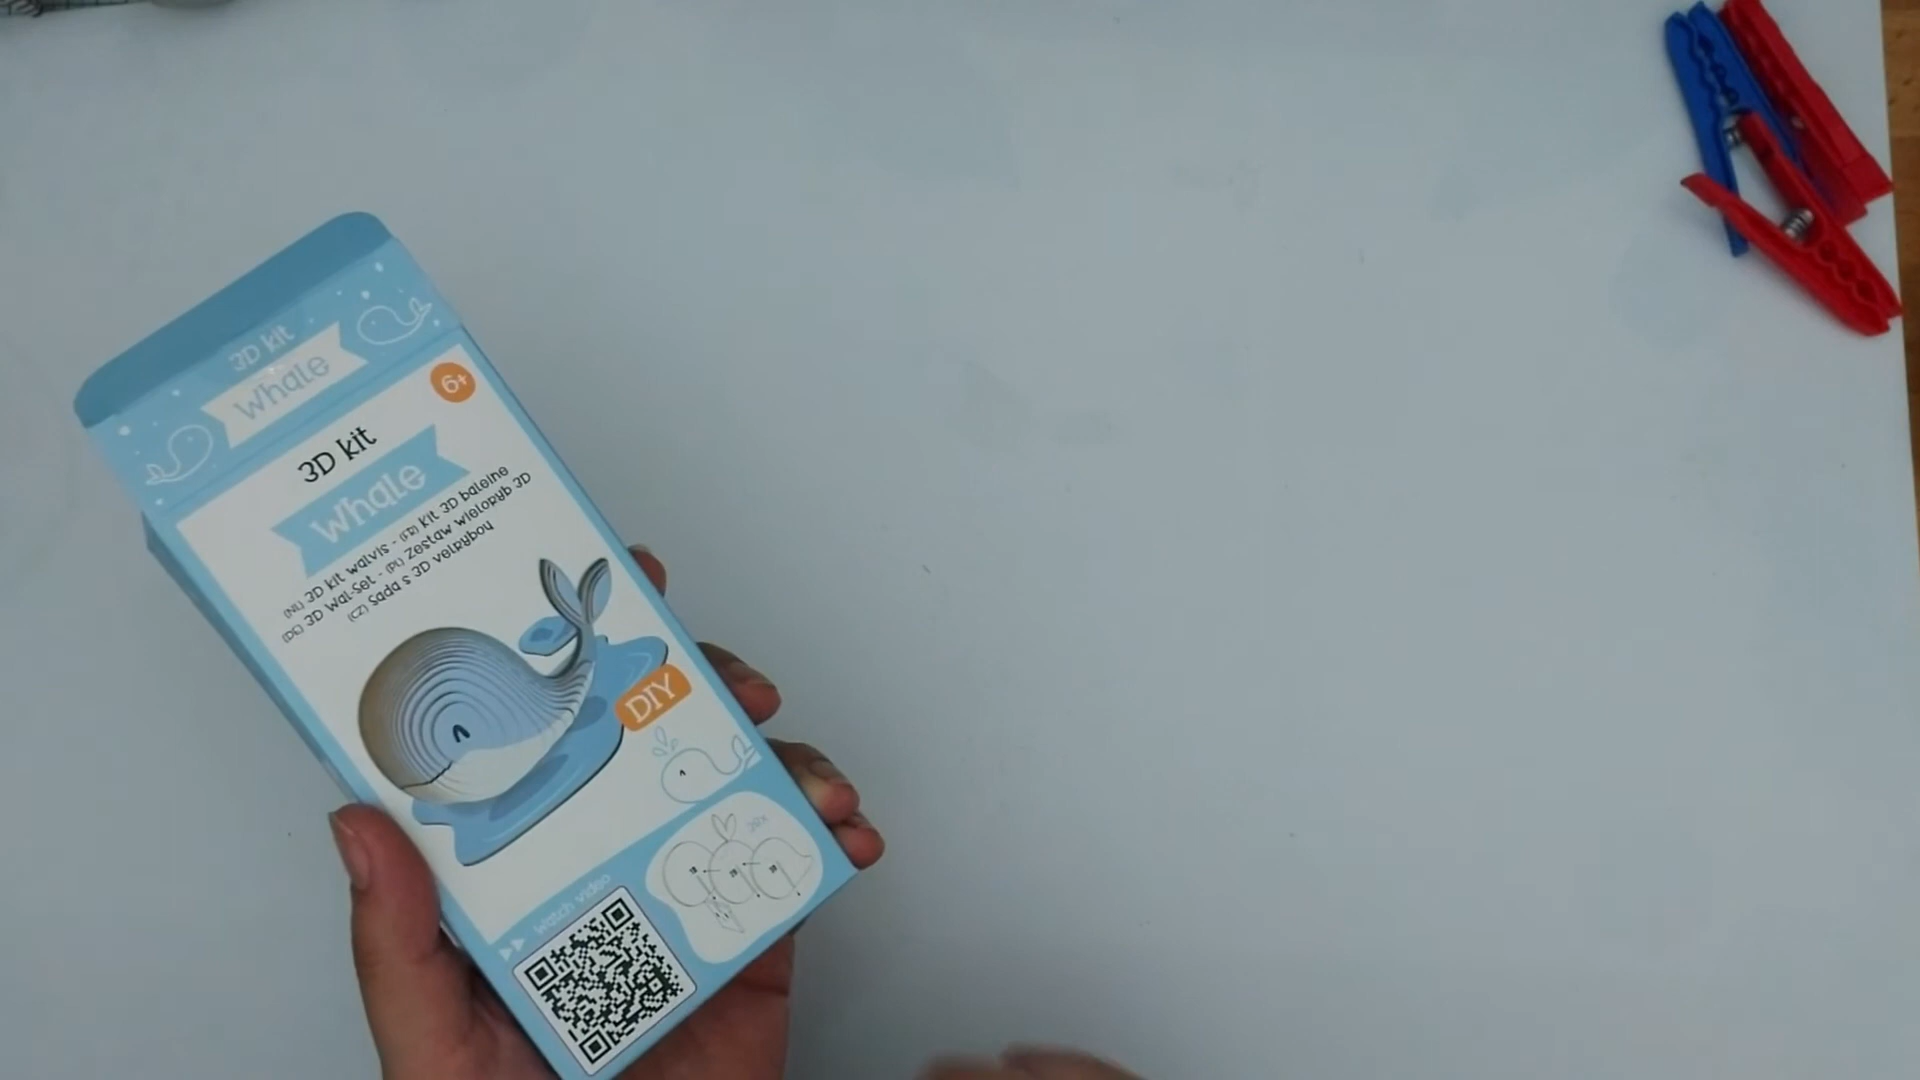 3D kit
Whale
6+
3D kit
Whale
(NL) 3D kit walvis - (FR) Kit 3D baleine
(DE) 3D Wal-Set - (PL) Zestaw wieloryb 3D
(CZ) Sada s 3D velrybou
DIY
Watch video